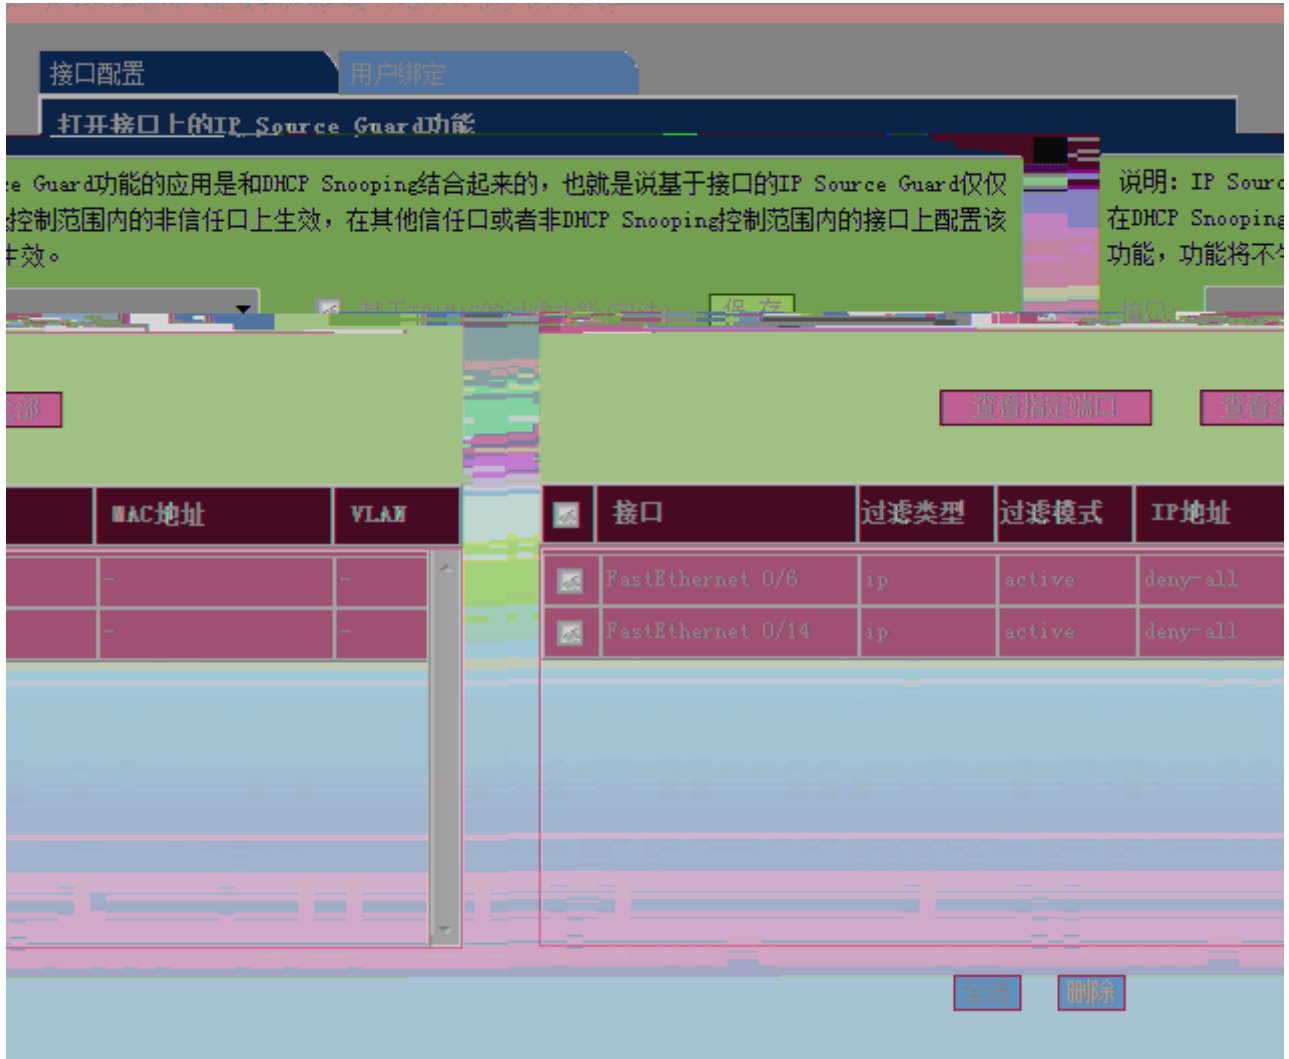 接口配置 用户绑定
打开接口上的IP Source Guard功能
ce Guard功能的应用是和DHCP Snooping结合起来的，也就是说基于接口的IP Source Guard仅仅 说明：IP Sourc
控制范围内的非信任口上生效，在其他信任口或者非DHCP Snooping控制范围内的接口上配置该 在DHCP Snooping
生效。 功能，功能将不
保 存 接口:
全部 查看指定端口 查看全
MAC地址 VLAN 接口 过滤类型 过滤模式 IP地址
- - FastEthernet 0/6 ip active deny-all
- - FastEthernet 0/14 ip active deny-all
全选 删除